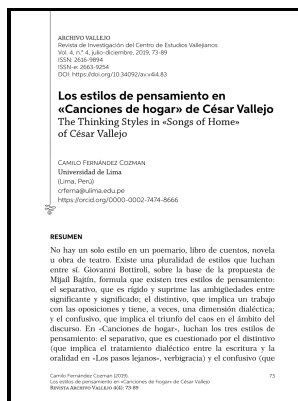 ARCHIVO VALLEJO
Revista de Investigación del Centro de Estudios Vallejianos
Vol. 4, n.° 4, julio-diciembre, 2019, 73-89
ISSN: 2616-9894
ISSN-e: 2663-9254
DOI: https://doi.org/10.34092/av.v4i4.83
Los estilos de pensamiento en
«Canciones de hogar» de César Vallejo
The Thinking Styles in «Songs of Home»
of César Vallejo
CAMILO FERNÁNDEZ COZMAN
Universidad de Lima
(Lima, Perú)
crferna@ulima.edu.pe
https://orcid.org/0000-0002-7474-8666
RESUMEN
No hay un solo estilo en un poemario, libro de cuentos, novela
u obra de teatro. Existe una pluralidad de estilos que luchan
entre sí. Giovanni Bottiroli, sobre la base de la propuesta de
Mijaíl Bajtín, formula que existen tres estilos de pensamiento:
el separativo, que es rígido y suprime las ambigüedades entre
significante y significado; el distintivo, que implica un trabajo
con las oposiciones y tiene, a veces, una dimensión dialéctica;
y el confusivo, que implica el triunfo del caos en el ámbito del
discurso. En «Canciones de hogar», luchan los tres estilos de
pensamiento: el separativo, que es cuestionado por el distintivo
(que implica el tratamiento dialéctico entre la escritura y la
oralidad en «Los pasos lejanos», verbigracia) y el confusivo (que
Camilo Fernández Cozman (2019).
Los estilos de pensamiento en «Canciones de hogar» de César Vallejo
REVISTA ARCHIVO VALLEJO 4(4): 73-89
73